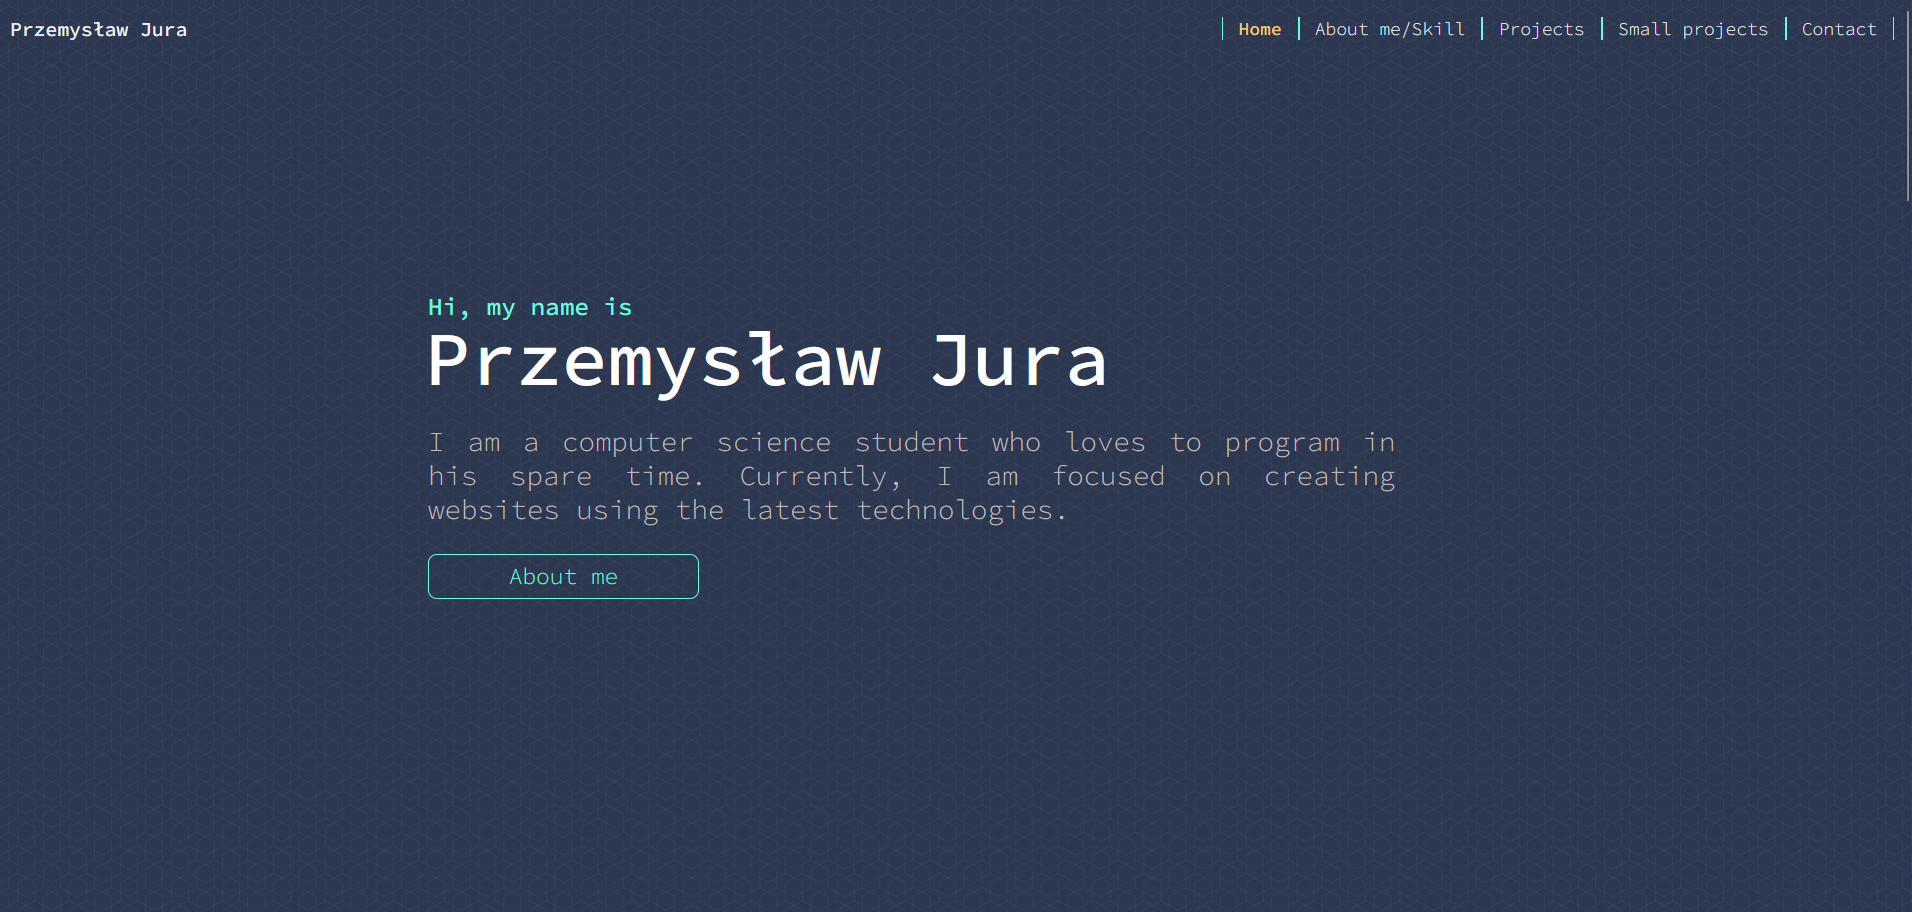 Przemysław Jura
Home
About me/Skill
Projects
Small projects
Contact
Hi, my name is
Przemysław Jura
I am a computer science student who loves to program in
his spare time. Currently, I am focused on creating
websites using the latest technologies.
About me